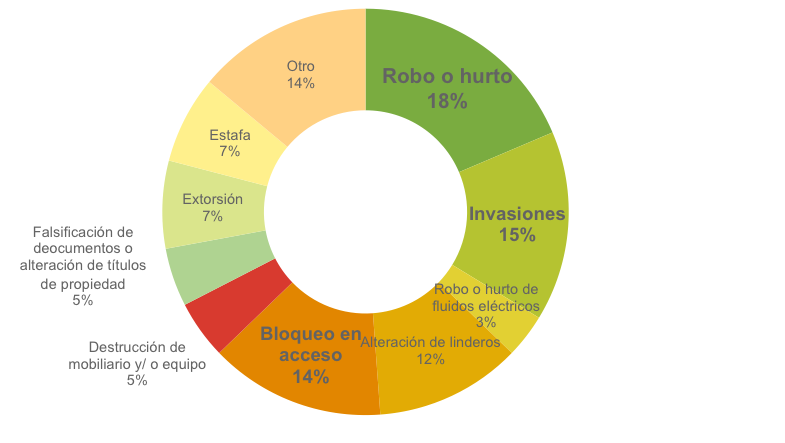 Robo o hurto
18%
Invasiones
15%
Robo o hurto de
fluidos eléctricos
3%
Alteración de linderos
12%
Bloqueo en
acceso
14%
Destrucción de
mobiliario y/ o equipo
5%
Falsificación de
deocumentos o
alteración de títulos
de propiedad
5%
Extorsión
7%
Estafa
7%
Otro
14%